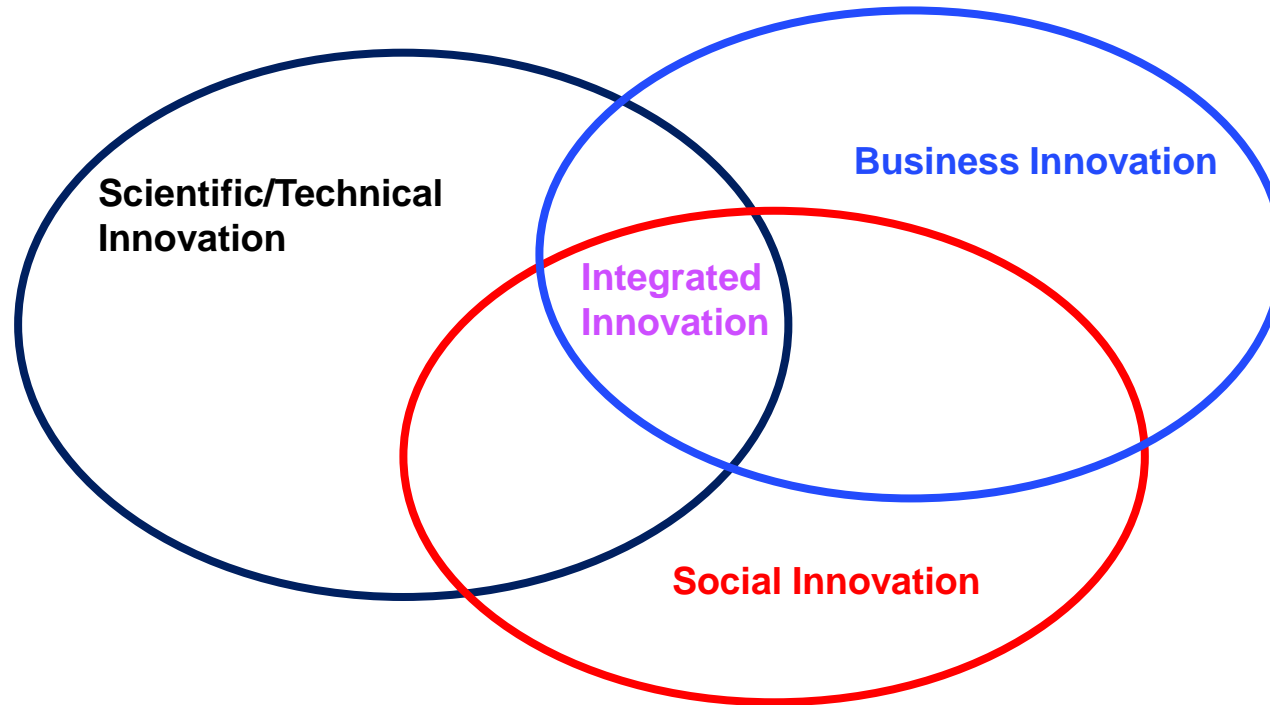 Scientific/Technical
Innovation
Business Innovation
Integrated
Innovation
Social Innovation